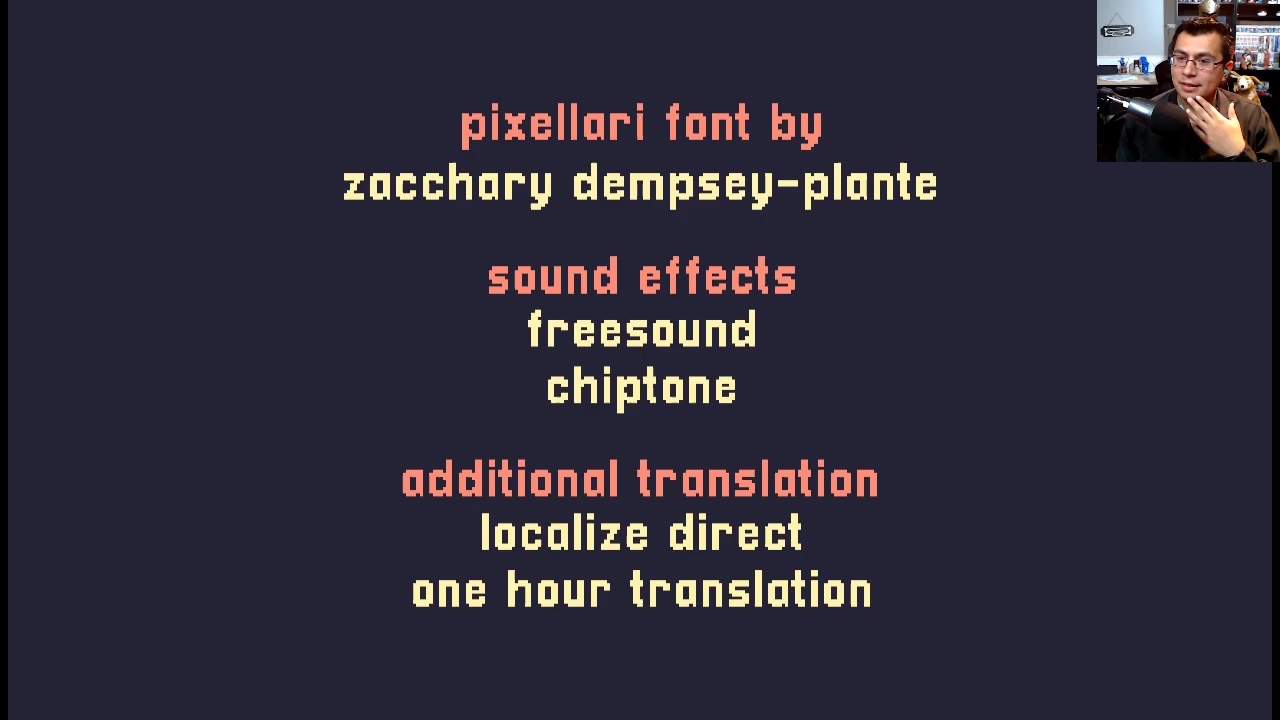 pixellari font by
zacchary dempsey-plante
sound effects
freesound
chiptone
additional translation
localize direct
one hour translation